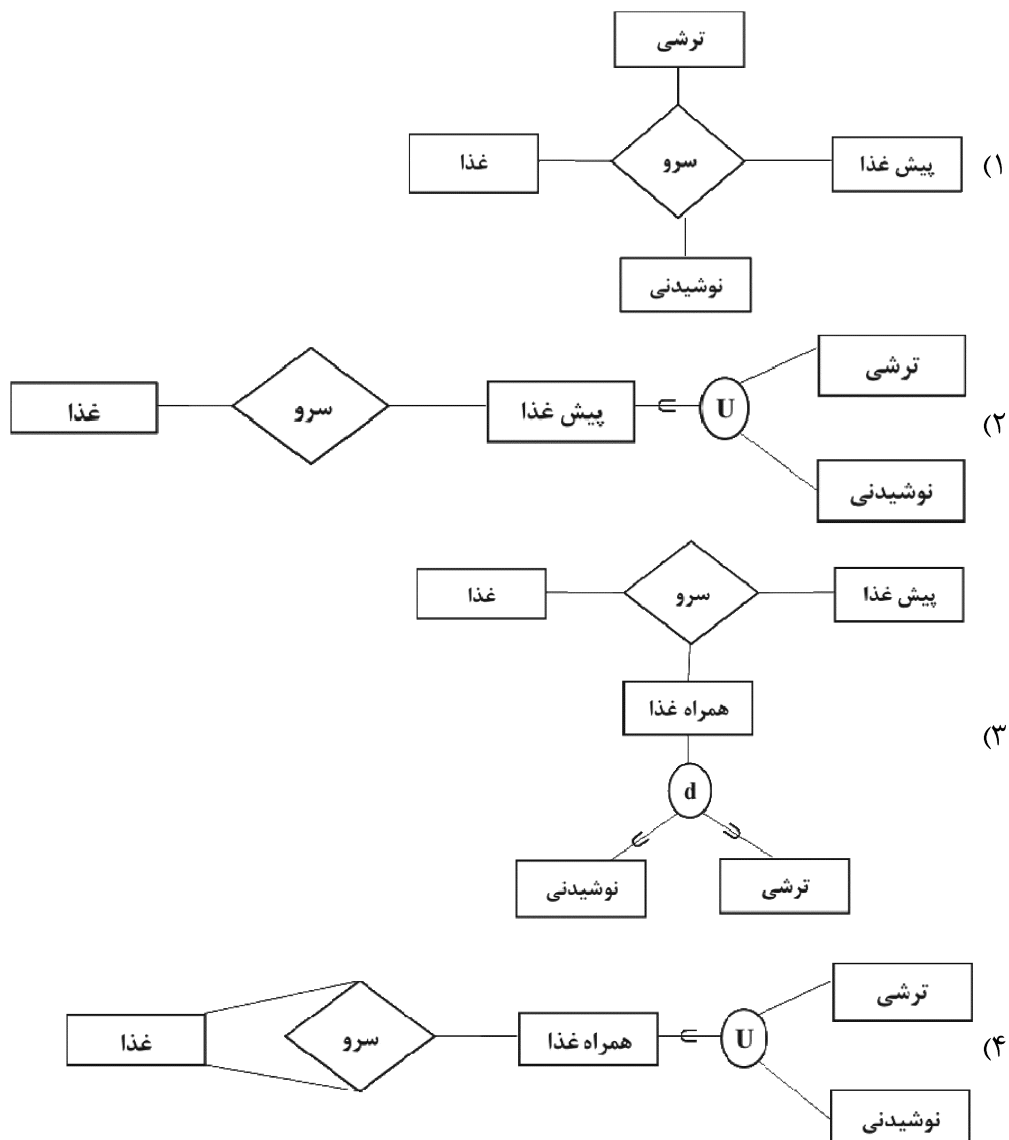 ترشی
۱) پیش غذا سرو غذا
نوشیدنی
ترشی
۲) U ⊂ پیش غذا سرو غذا
نوشیدنی
پیش غذا سرو غذا
همراه غذا
۳)
d
∪ ∪
ترشی نوشیدنی
ترشی
۴) U ⊂ همراه غذا سرو غذا
نوشیدنی